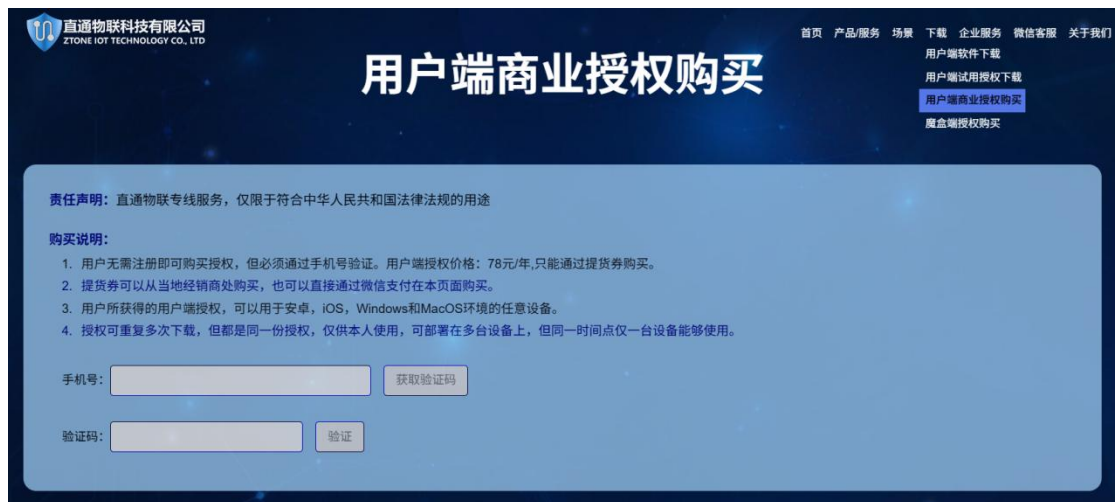 直通物联科技有限公司
ZTONE IOT TECHNOLOGY CO., LTD
首页 产品/服务 场景 下载 企业服务 微信客服 关于我们
用户端软件下载
用户端试用授权下载
用户端商业授权购买
魔盒端授权购买
用户端商业授权购买
责任声明：直通物联专线服务，仅限于符合中华人民共和国法律法规的用途
购买说明：
1. 用户无需注册即可购买授权，但必须通过手机号验证。用户端授权价格：78元/年,只能通过提货券购买。
2. 提货券可以从当地经销商处购买，也可以直接通过微信支付在本页面购买。
3. 用户所获得的用户端授权，可以用于安卓，iOS，Windows和MacOS环境的任意设备。
4. 授权可重复多次下载，但都是同一份授权，仅供本人使用，可部署在多台设备上，但同一时间点仅一台设备能够使用。
手机号： 获取验证码
验证码： 验证